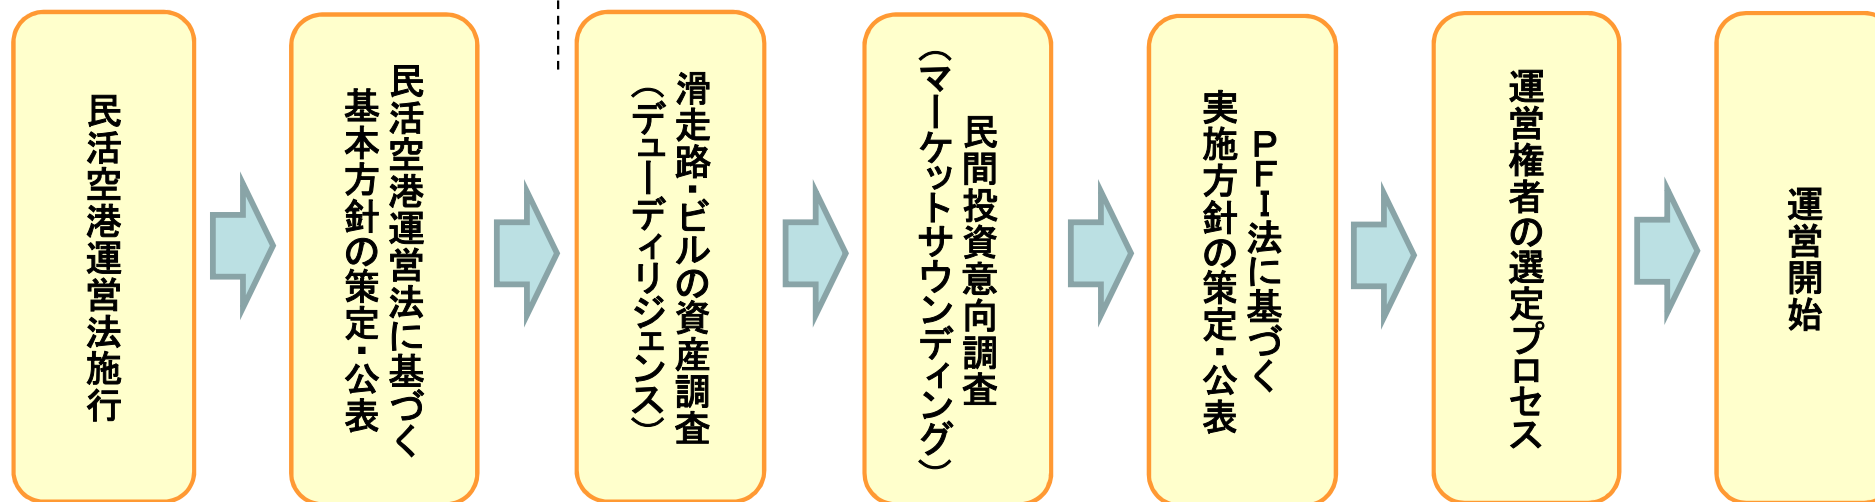 民活空港運営法施行
民活空港運営法に基づく
基本方針の策定・公表
滑走路・ビルの資産調査
（デューディリジェンス）
民間投資意向調査
（マーケットサウンディング）
ＰＦＩ法に基づく
実施方針の策定・公表
運営権者の選定プロセス
運営開始